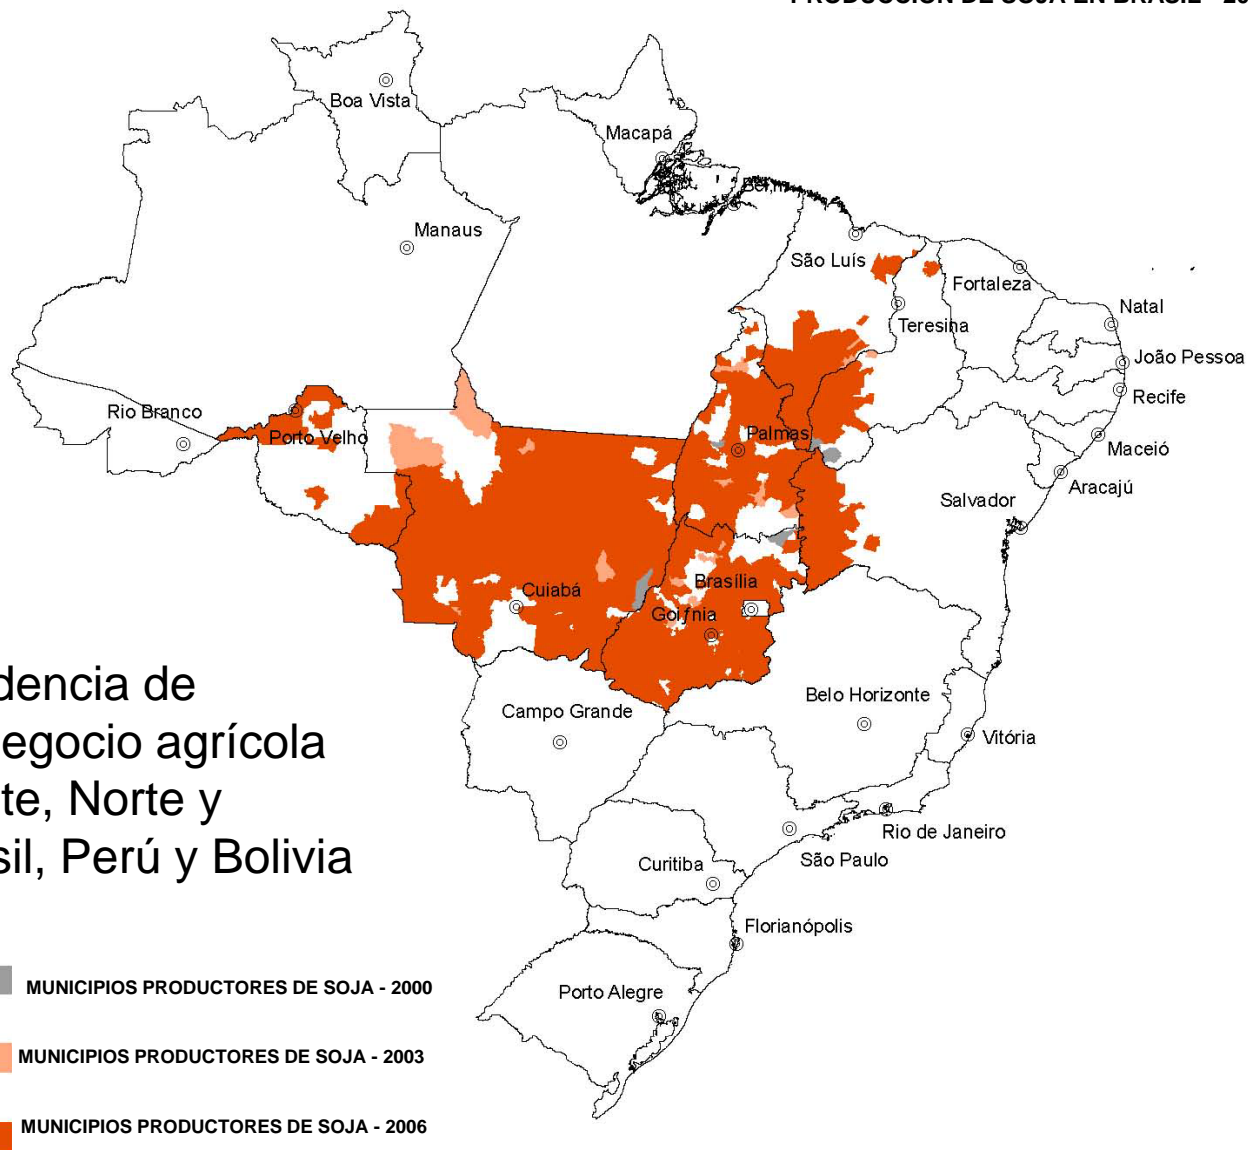 PRODUCCIÓN DE SOJA EN BRASIL - 20
Boa Vista
Macapá
Manaus
São Luís
Fortaleza
Teresina
Natal
João Pessoa
Recife
Maceió
Aracajú
Salvador
Rio Branco
Porto Velho
Palmas
Cuiabá
Brasília
Goiƒnia
Belo Horizonte
Campo Grande
Vitória
Rio de Janeiro
São Paulo
Curitiba
Florianópolis
Porto Alegre
dencia de
egocio agrícola
te, Norte y
sil, Perú y Bolivia
MUNICIPIOS PRODUCTORES DE SOJA - 2000
MUNICIPIOS PRODUCTORES DE SOJA - 2003
MUNICIPIOS PRODUCTORES DE SOJA - 2006